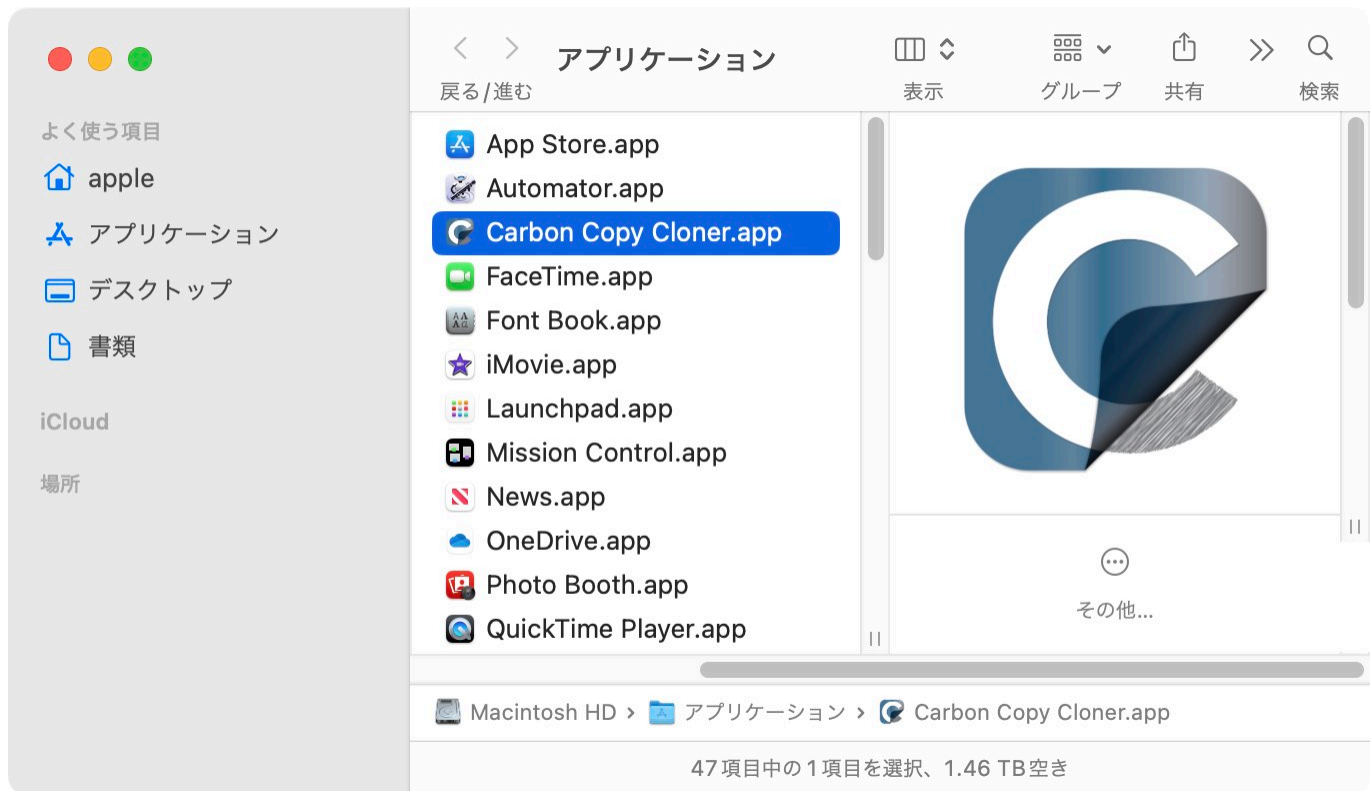 アプリケーション
戻る/進む
表示
グループ
共有
検索
よく使う項目
apple
アプリケーション
デスクトップ
書類
iCloud
場所
App Store.app
Automator.app
Carbon Copy Cloner.app
FaceTime.app
Font Book.app
iMovie.app
Launchpad.app
Mission Control.app
News.app
OneDrive.app
Photo Booth.app
QuickTime Player.app
その他...
Macintosh HD › アプリケーション › Carbon Copy Cloner.app
47項目中の1項目を選択、1.46 TB空き